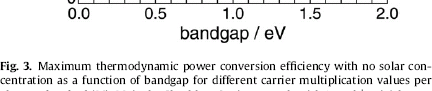 0.0 0.5 1.0 1.5 2.0
bandgap / eV
Fig. 3. Maximum thermodynamic power conversion efficiency with no solar con-
centration as a function of bandgap for different carrier multiplication values per